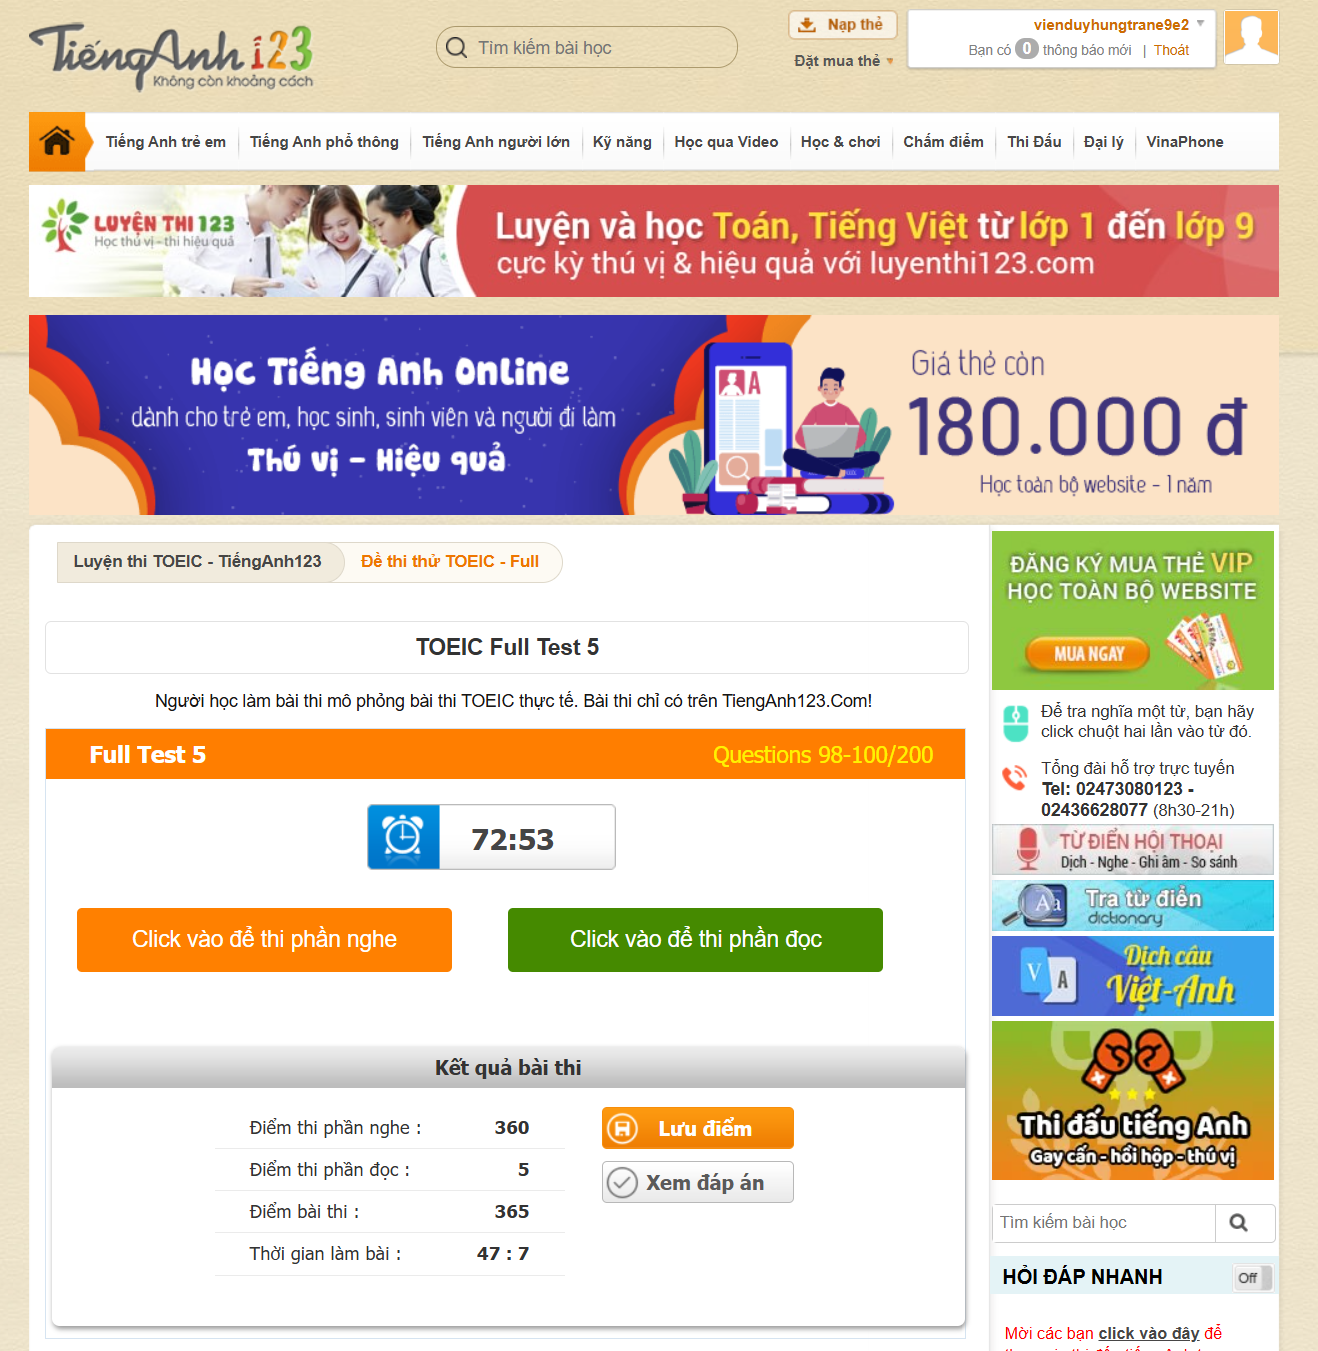 TiếngAnh123
Không còn khoảng cách
Tìm kiếm bài học
Nạp thẻ
Đặt mua thẻ
vienduyhungtrane9e2
Bạn có 0 thông báo mới | Thoát
Tiếng Anh trẻ em
Tiếng Anh phổ thông
Tiếng Anh người lớn
Kỹ năng
Học qua Video
Học & chơi
Chấm điểm
Thi Đấu
Đại lý
VinaPhone
LUYỆN THI 123
Học thú vị - thi hiệu quả
Luyện và học Toán, Tiếng Việt từ lớp 1 đến lớp 9
cực kỳ thú vị & hiệu quả với luyenthi123.com
Học Tiếng Anh Online
dành cho trẻ em, học sinh, sinh viên và người đi làm
Thú vị - Hiệu quả
A
Giá thẻ còn
180.000 đ
Học toàn bộ website - 1 năm
Luyện thi TOEIC - TiếngAnh123
Đề thi thử TOEIC - Full
TOEIC Full Test 5
Người học làm bài thi mô phỏng bài thi TOEIC thực tế. Bài thi chỉ có trên TiengAnh123.Com!
Full Test 5
Questions 98-100/200
72:53
Click vào để thi phần nghe
Click vào để thi phần đọc
Kết quả bài thi
Điểm thi phần nghe : 360
Điểm thi phần đọc : 5
Điểm bài thi : 365
Thời gian làm bài : 47 : 7
Lưu điểm
Xem đáp án
ĐĂNG KÝ MUA THẺ VIP
HỌC TOÀN BỘ WEBSITE
MUA NGAY
Để tra nghĩa một từ, bạn hãy
click chuột hai lần vào từ đó.
Tổng đài hỗ trợ trực tuyến
Tel: 02473080123 -
02436628077 (8h30-21h)
TỪ ĐIỂN HỘI THOẠI
Dịch - Nghe - Ghi âm - So sánh
Aa
Tra từ điển
dictionary
V A
Dịch câu
Việt-Anh
Thi đấu tiếng Anh
Gay cấn - hồi hộp - thú vị
Tìm kiếm bài học
HỎI ĐÁP NHANH
Off
Mời các bạn click vào đây để